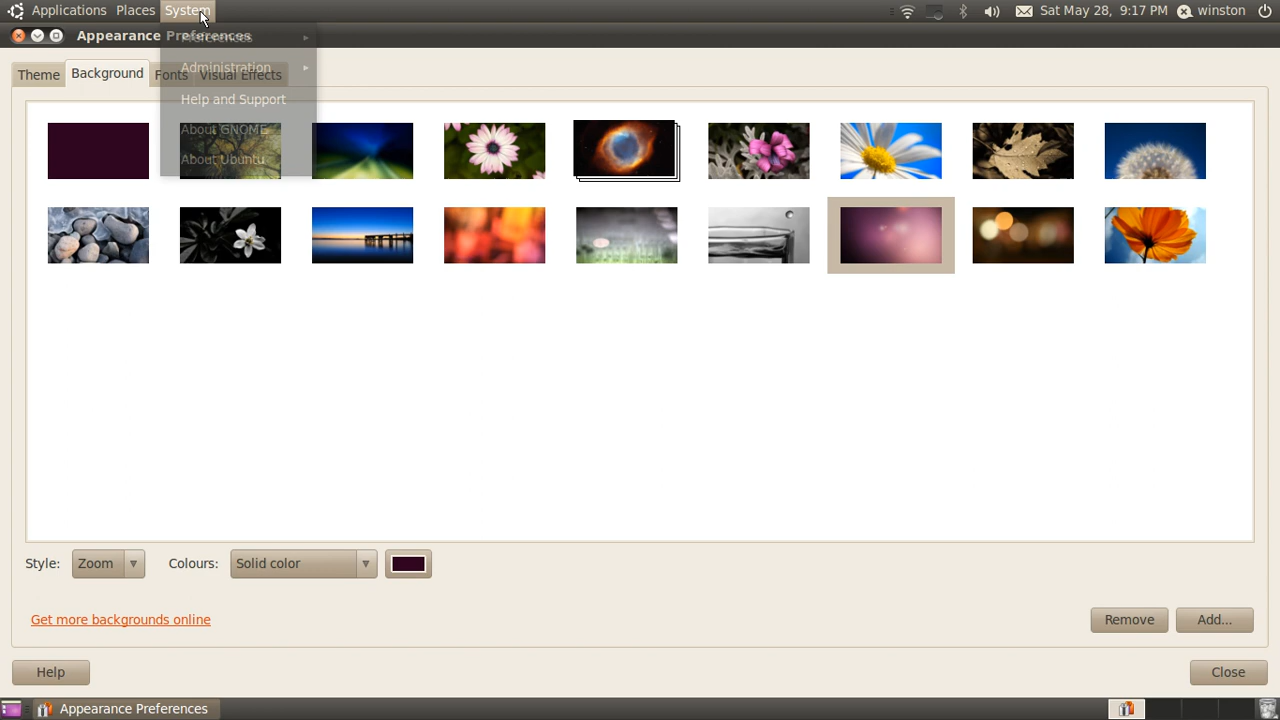 Applications Places System Sat May 28, 9:17 PM winston
Appearance Preferences
Preferences
Administration
Help and Support
About GNOME
About Ubuntu
Theme Background Fonts Visual Effects
Style: Zoom Colours: Solid color
Get more backgrounds online Remove Add...
Help Close
Appearance Preferences